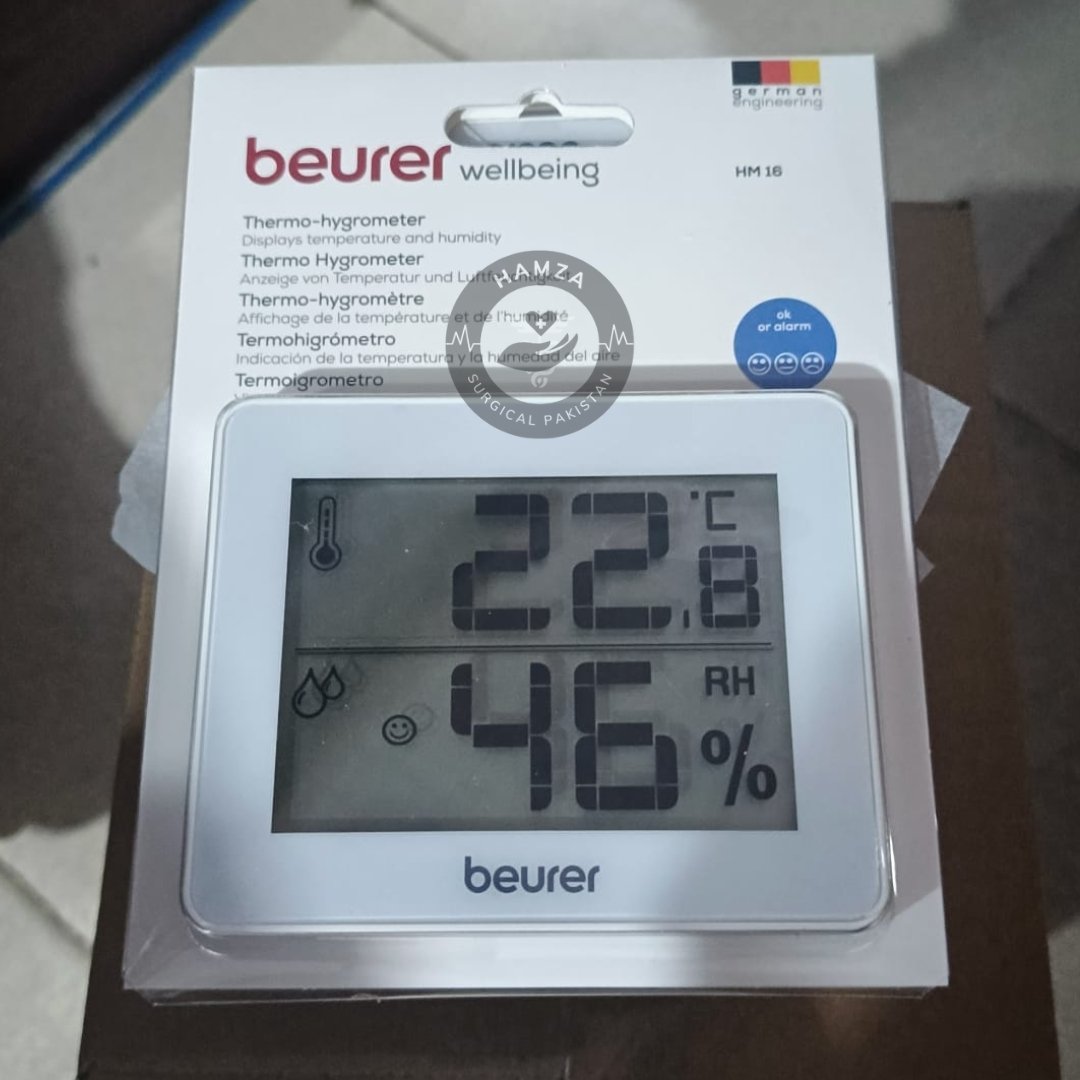 german
engineering
beurer wellbeing
HM 16
Thermo-hygrometer
Displays temperature and humidity
Thermo Hygrometer
Anzeige von Temperatur und Luftfeuchtigkeit
Thermo-hygromètre
Affichage de la température et de l'humidité
Termohigrómetro
Indicación de la temperatura y la humedad del aire
Termoigrometro
ok
or alarm
HAMZA
SURGICAL PAKISTAN
22,8 °C
46 RH %
beurer